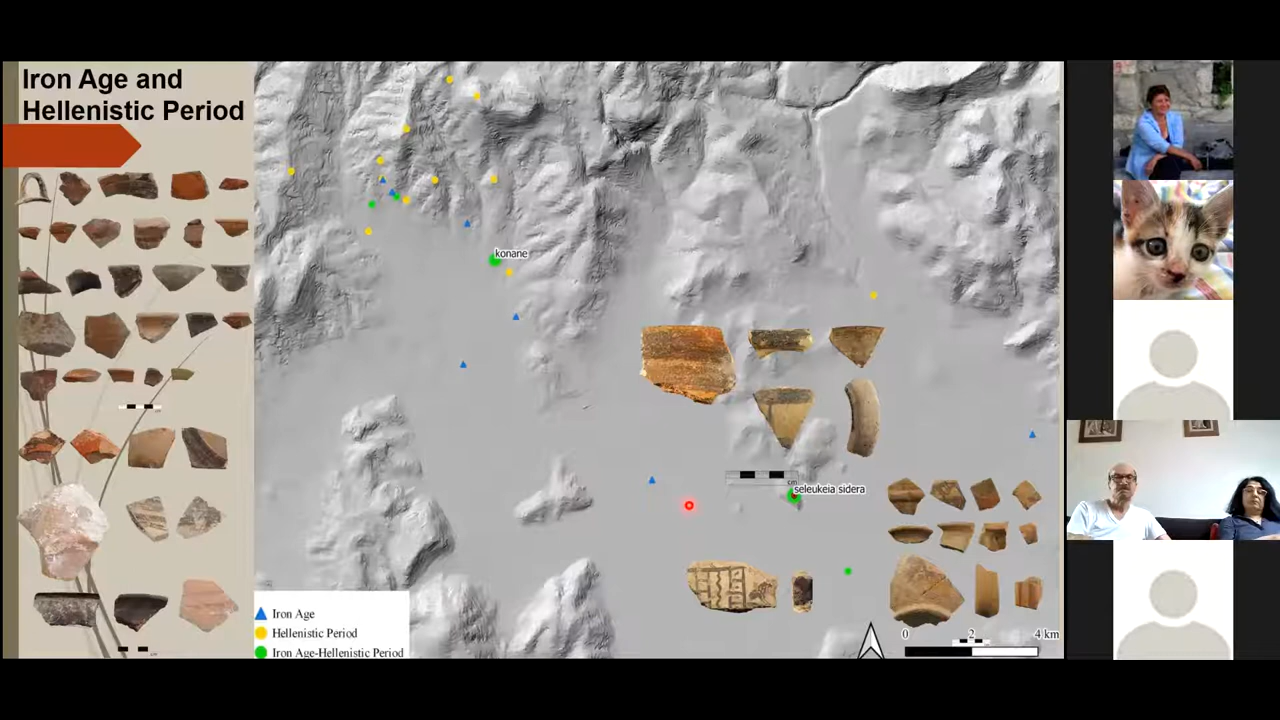 Iron Age and
Hellenistic Period
konane
seleukeia sidera
cm
Iron Age
Hellenistic Period
Iron Age-Hellenistic Period
0 2 4 km